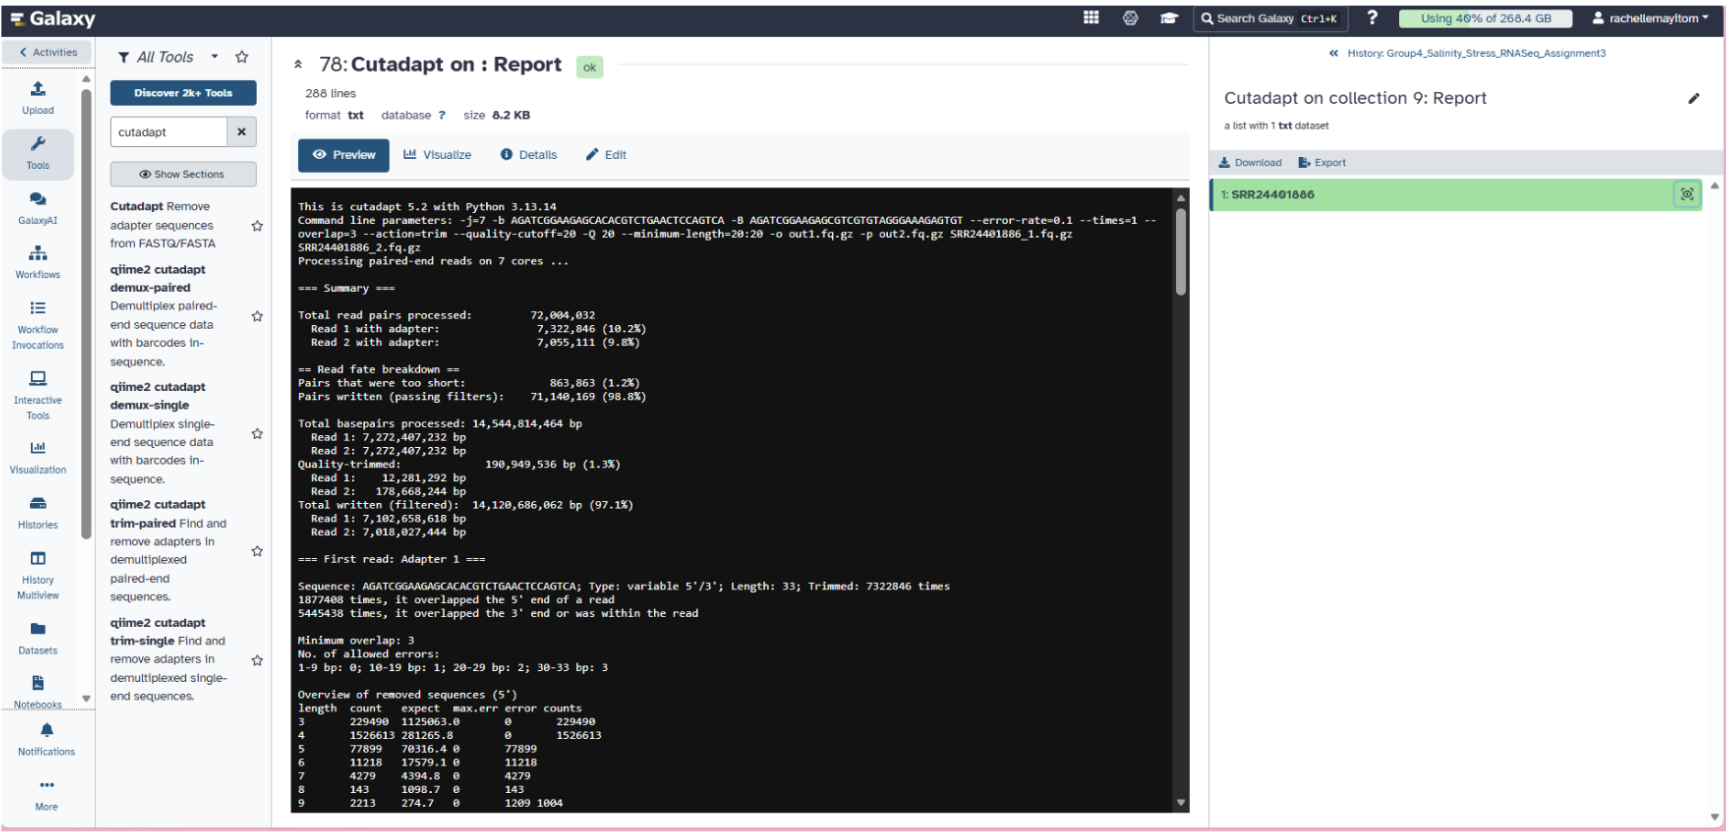 Galaxy
Search Galaxy Ctrl+K
?
Using 40% of 268.4 GB
rachellemayltom
Activities
Upload
Tools
GalaxyAI
Workflows
Workflow
Invocations
Interactive
Tools
Visualization
Histories
History
Multiview
Datasets
Notebooks
Notifications
More
All Tools
Discover 2k+ Tools
cutadapt
Show Sections
Cutadapt Remove
adapter sequences
from FASTQ/FASTA
qiime2 cutadapt
demux-paired
Demultiplex paired-
end sequence data
with barcodes in-
sequence.
qiime2 cutadapt
demux-single
Demultiplex single-
end sequence data
with barcodes in-
sequence.
qiime2 cutadapt
trim-paired Find and
remove adapters in
demultiplexed
paired-end
sequences.
qiime2 cutadapt
trim-single Find and
remove adapters in
demultiplexed single-
end sequences.
78: Cutadapt on : Report ok
288 lines
format txt database ? size 8.2 KB
Preview Visualize Details Edit
This is cutadapt 5.2 with Python 3.13.14
Command line parameters: -j=7 -b AGATCGGAAGAGCACACGTCTGAACTCCAGTCA -B AGATCGGAAGAGCGTCGTGTAGGGAAAGAGTGT --error-rate=0.1 --times=1 --
overlap=3 --action=trim --quality-cutoff=20 -Q 20 --minimum-length=20:20 -o out1.fq.gz -p out2.fq.gz SRR24401886_1.fq.gz
SRR24401886_2.fq.gz
Processing paired-end reads on 7 cores ...
=== Summary ===
Total read pairs processed: 72,004,032
Read 1 with adapter: 7,322,846 (10.2%)
Read 2 with adapter: 7,055,111 (9.8%)
== Read fate breakdown ==
Pairs that were too short: 863,863 (1.2%)
Pairs written (passing filters): 71,140,169 (98.8%)
Total basepairs processed: 14,544,814,464 bp
Read 1: 7,272,407,232 bp
Read 2: 7,272,407,232 bp
Quality-trimmed: 190,949,536 bp (1.3%)
Read 1: 12,281,292 bp
Read 2: 178,668,244 bp
Total written (filtered): 14,120,686,062 bp (97.1%)
Read 1: 7,102,658,618 bp
Read 2: 7,018,027,444 bp
=== First read: Adapter 1 ===
Sequence: AGATCGGAAGAGCACACGTCTGAACTCCAGTCA; Type: variable 5'/3'; Length: 33; Trimmed: 7322846 times
1877408 times, it overlapped the 5' end of a read
5445438 times, it overlapped the 3' end or was within the read
Minimum overlap: 3
No. of allowed errors:
1-9 bp: 0; 10-19 bp: 1; 20-29 bp: 2; 30-33 bp: 3
Overview of removed sequences (5')
length count expect max.err error counts
3 229490 1125063.0 0 229490
4 1526613 281265.8 0 1526613
5 77899 70316.4 0 77899
6 11218 17579.1 0 11218
7 4279 4394.8 0 4279
8 143 1098.7 0 143
9 2213 274.7 0 1209 1004
History: Group4_Salinity_Stress_RNASeq_Assignment3
Cutadapt on collection 9: Report
a list with 1 txt dataset
Download Export
1: SRR24401886